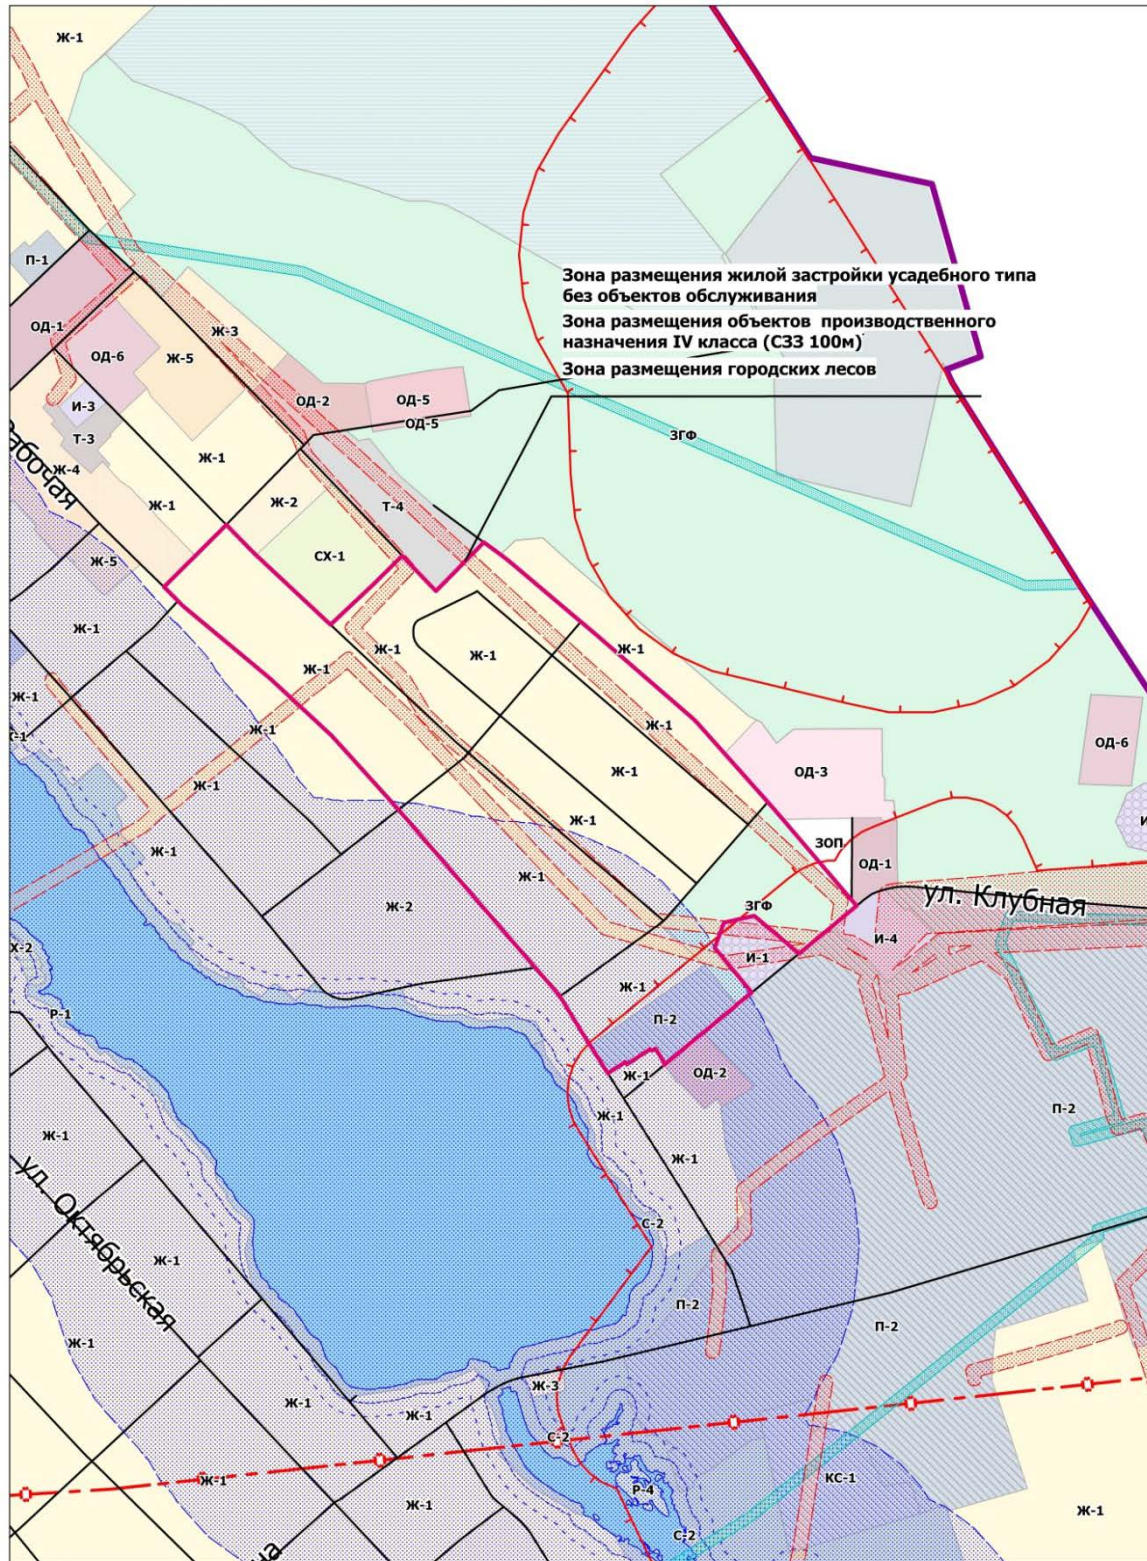 Ж-1
П-1
Зона размещения жилой застройки усадебного типа
без объектов обслуживания
Зона размещения объектов производственного
назначения IV класса (СЗЗ 100м)
Зона размещения городских лесов
ОД-1
Ж-3
ОД-6
Ж-5
ОД-2
ОД-5
ОД-5
И-3
Т-3
ЗГФ
Ж-4
Ж-1
Ж-1
Ж-2
Т-4
СХ-1
Ж-5
Ж-1
Ж-1
Ж-1
Ж-1
Ж-1
Ж-1
Ж-1
Ж-1
Ж-1
ОД-6
ОД-3
Ж-1
Ж-1
Ж-1
Ж-1
Ж-1
ЗОП
ОД-1
Ж-2
ЗГФ
ул. Клубная
И-4
И-1
Ж-1
Р-1
П-2
Ж-1
ОД-2
Ж-1
П-2
Ж-1
Ж-1
ул. Октябрьская
С-2
Ж-1
П-2
П-2
Ж-1
Ж-3
Ж-1
Ж-1
С-2
Ж-1
КС-1
Р-4
Ж-1
Ж-1
С-2